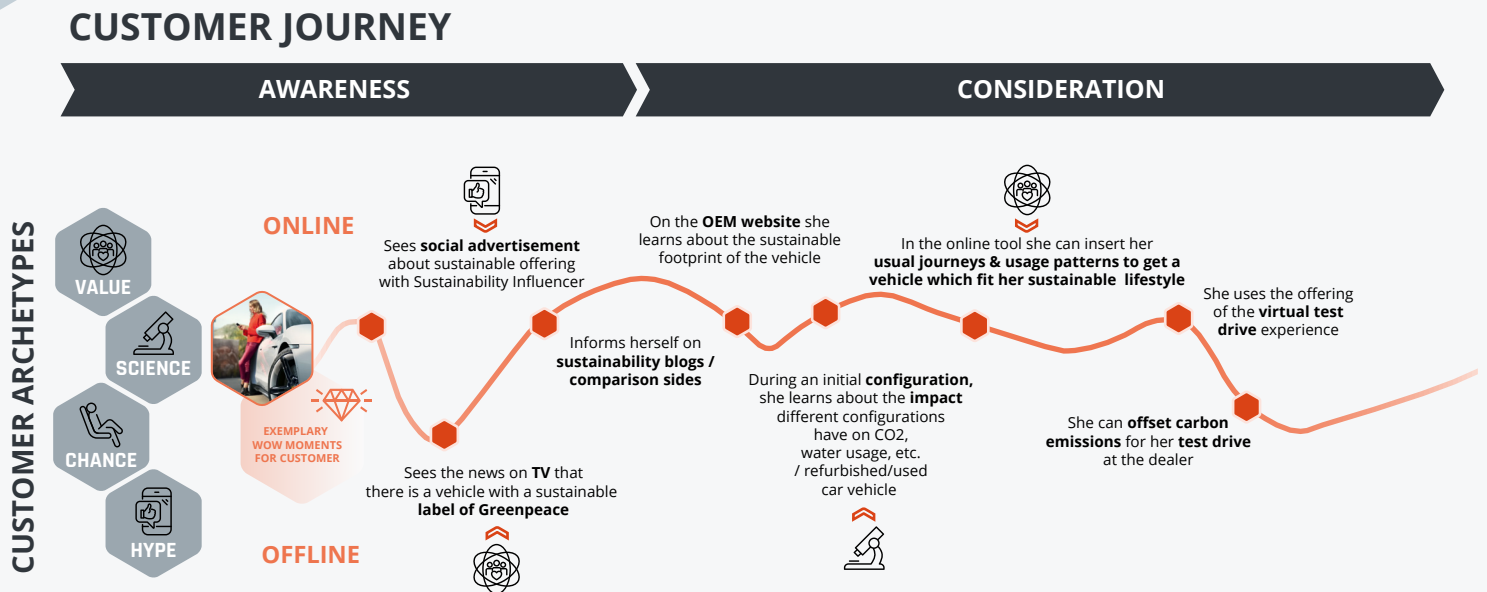 CUSTOMER JOURNEY
AWARENESS
CONSIDERATION
CUSTOMER ARCHETYPES
VALUE
SCIENCE
CHANCE
HYPE
ONLINE
OFFLINE
EXEMPLARY
WOW MOMENTS
FOR CUSTOMER
Sees social advertisement
about sustainable offering
with Sustainability Influencer
Sees the news on TV that
there is a vehicle with a sustainable
label of Greenpeace
Informs herself on
sustainability blogs /
comparison sides
On the OEM website she
learns about the sustainable
footprint of the vehicle
During an initial configuration,
she learns about the impact
different configurations
have on CO2,
water usage, etc.
/ refurbished/used
car vehicle
In the online tool she can insert her
usual journeys & usage patterns to get a
vehicle which fit her sustainable lifestyle
She uses the offering
of the virtual test
drive experience
She can offset carbon
emissions for her test drive
at the dealer